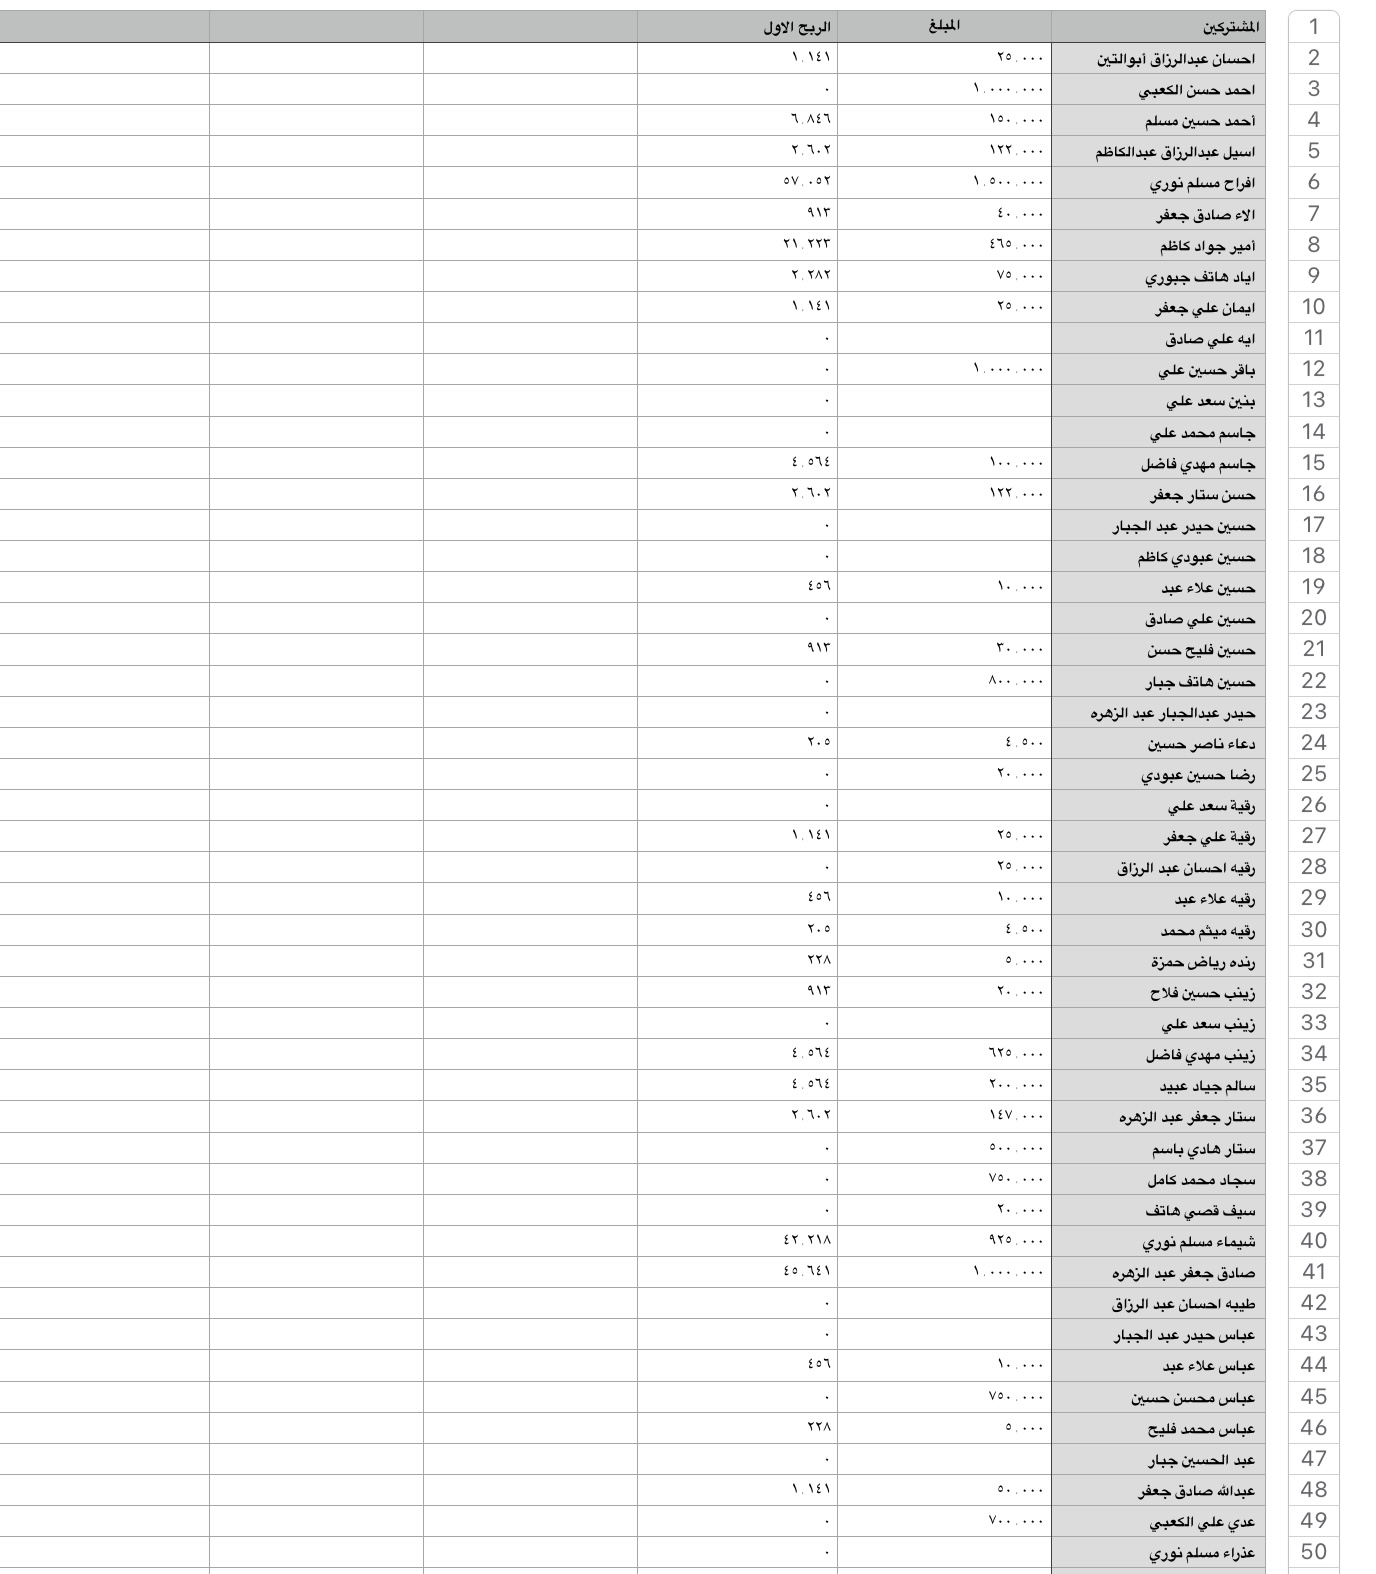 1 المشتركين المبلغ الربح الاول
2 احسان عبدالرزاق أبوالتين ٢٥.٠٠٠ ١.١٤١
3 احمد حسن الكعبي ١.٠٠٠.٠٠٠ ٠
4 أحمد حسين مسلم ١٥٠.٠٠٠ ٦.٨٤٦
5 اسيل عبدالرزاق عبدالكاظم ١٢٢.٠٠٠ ٢.٦٠٢
6 افراح مسلم نوري ١.٥٠٠.٠٠٠ ٥٧.٠٥٢
7 الاء صادق جعفر ٤٠.٠٠٠ ٩١٣
8 أمير جواد كاظم ٤٦٥.٠٠٠ ٢١.٢٢٣
9 اياد هاتف جبوري ٧٥.٠٠٠ ٢.٢٨٢
10 ايمان علي جعفر ٢٥.٠٠٠ ١.١٤١
11 ايه علي صادق ٠
12 باقر حسين علي ١.٠٠٠.٠٠٠ ٠
13 بنين سعد علي ٠
14 جاسم محمد علي ٠
15 جاسم مهدي فاضل ١٠٠.٠٠٠ ٤.٥٦٤
16 حسن ستار جعفر ١٢٢.٠٠٠ ٢.٦٠٢
17 حسين حيدر عبد الجبار ٠
18 حسين عبودي كاظم ٠
19 حسين علاء عبد ١٠.٠٠٠ ٤٥٦
20 حسين علي صادق ٠
21 حسين فليح حسن ٣٠.٠٠٠ ٩١٣
22 حسين هاتف جبار ٨٠٠.٠٠٠ ٠
23 حيدر عبدالجبار عبد الزهره ٠
24 دعاء ناصر حسين ٤.٥٠٠ ٢٠٥
25 رضا حسين عبودي ٢٠.٠٠٠ ٠
26 رقية سعد علي ٠
27 رقية علي جعفر ٢٥.٠٠٠ ١.١٤١
28 رقيه احسان عبد الرزاق ٢٥.٠٠٠ ٠
29 رقيه علاء عبد ١٠.٠٠٠ ٤٥٦
30 رقيه ميثم محمد ٤.٥٠٠ ٢٠٥
31 رنده رياض حمزة ٥.٠٠٠ ٢٢٨
32 زينب حسين فلاح ٢٠.٠٠٠ ٩١٣
33 زينب سعد علي ٠
34 زينب مهدي فاضل ٦٢٥.٠٠٠ ٤.٥٦٤
35 سالم جياد عبيد ٢٠٠.٠٠٠ ٤.٥٦٤
36 ستار جعفر عبد الزهره ١٤٧.٠٠٠ ٢.٦٠٢
37 ستار هادي باسم ٥٠٠.٠٠٠ ٠
38 سجاد محمد كامل ٧٥٠.٠٠٠ ٠
39 سيف قصي هاتف ٢٠.٠٠٠ ٠
40 شيماء مسلم نوري ٩٢٥.٠٠٠ ٤٢.٢١٨
41 صادق جعفر عبد الزهره ١.٠٠٠.٠٠٠ ٤٥.٦٤١
42 طيبه احسان عبد الرزاق ٠
43 عباس حيدر عبد الجبار ٠
44 عباس علاء عبد ١٠.٠٠٠ ٤٥٦
45 عباس محسن حسين ٧٥٠.٠٠٠ ٠
46 عباس محمد فليح ٥.٠٠٠ ٢٢٨
47 عبد الحسين جبار ٠
48 عبدالله صادق جعفر ٥٠.٠٠٠ ١.١٤١
49 عدي علي الكعبي ٧٠٠.٠٠٠ ٠
50 عذراء مسلم نوري ٠